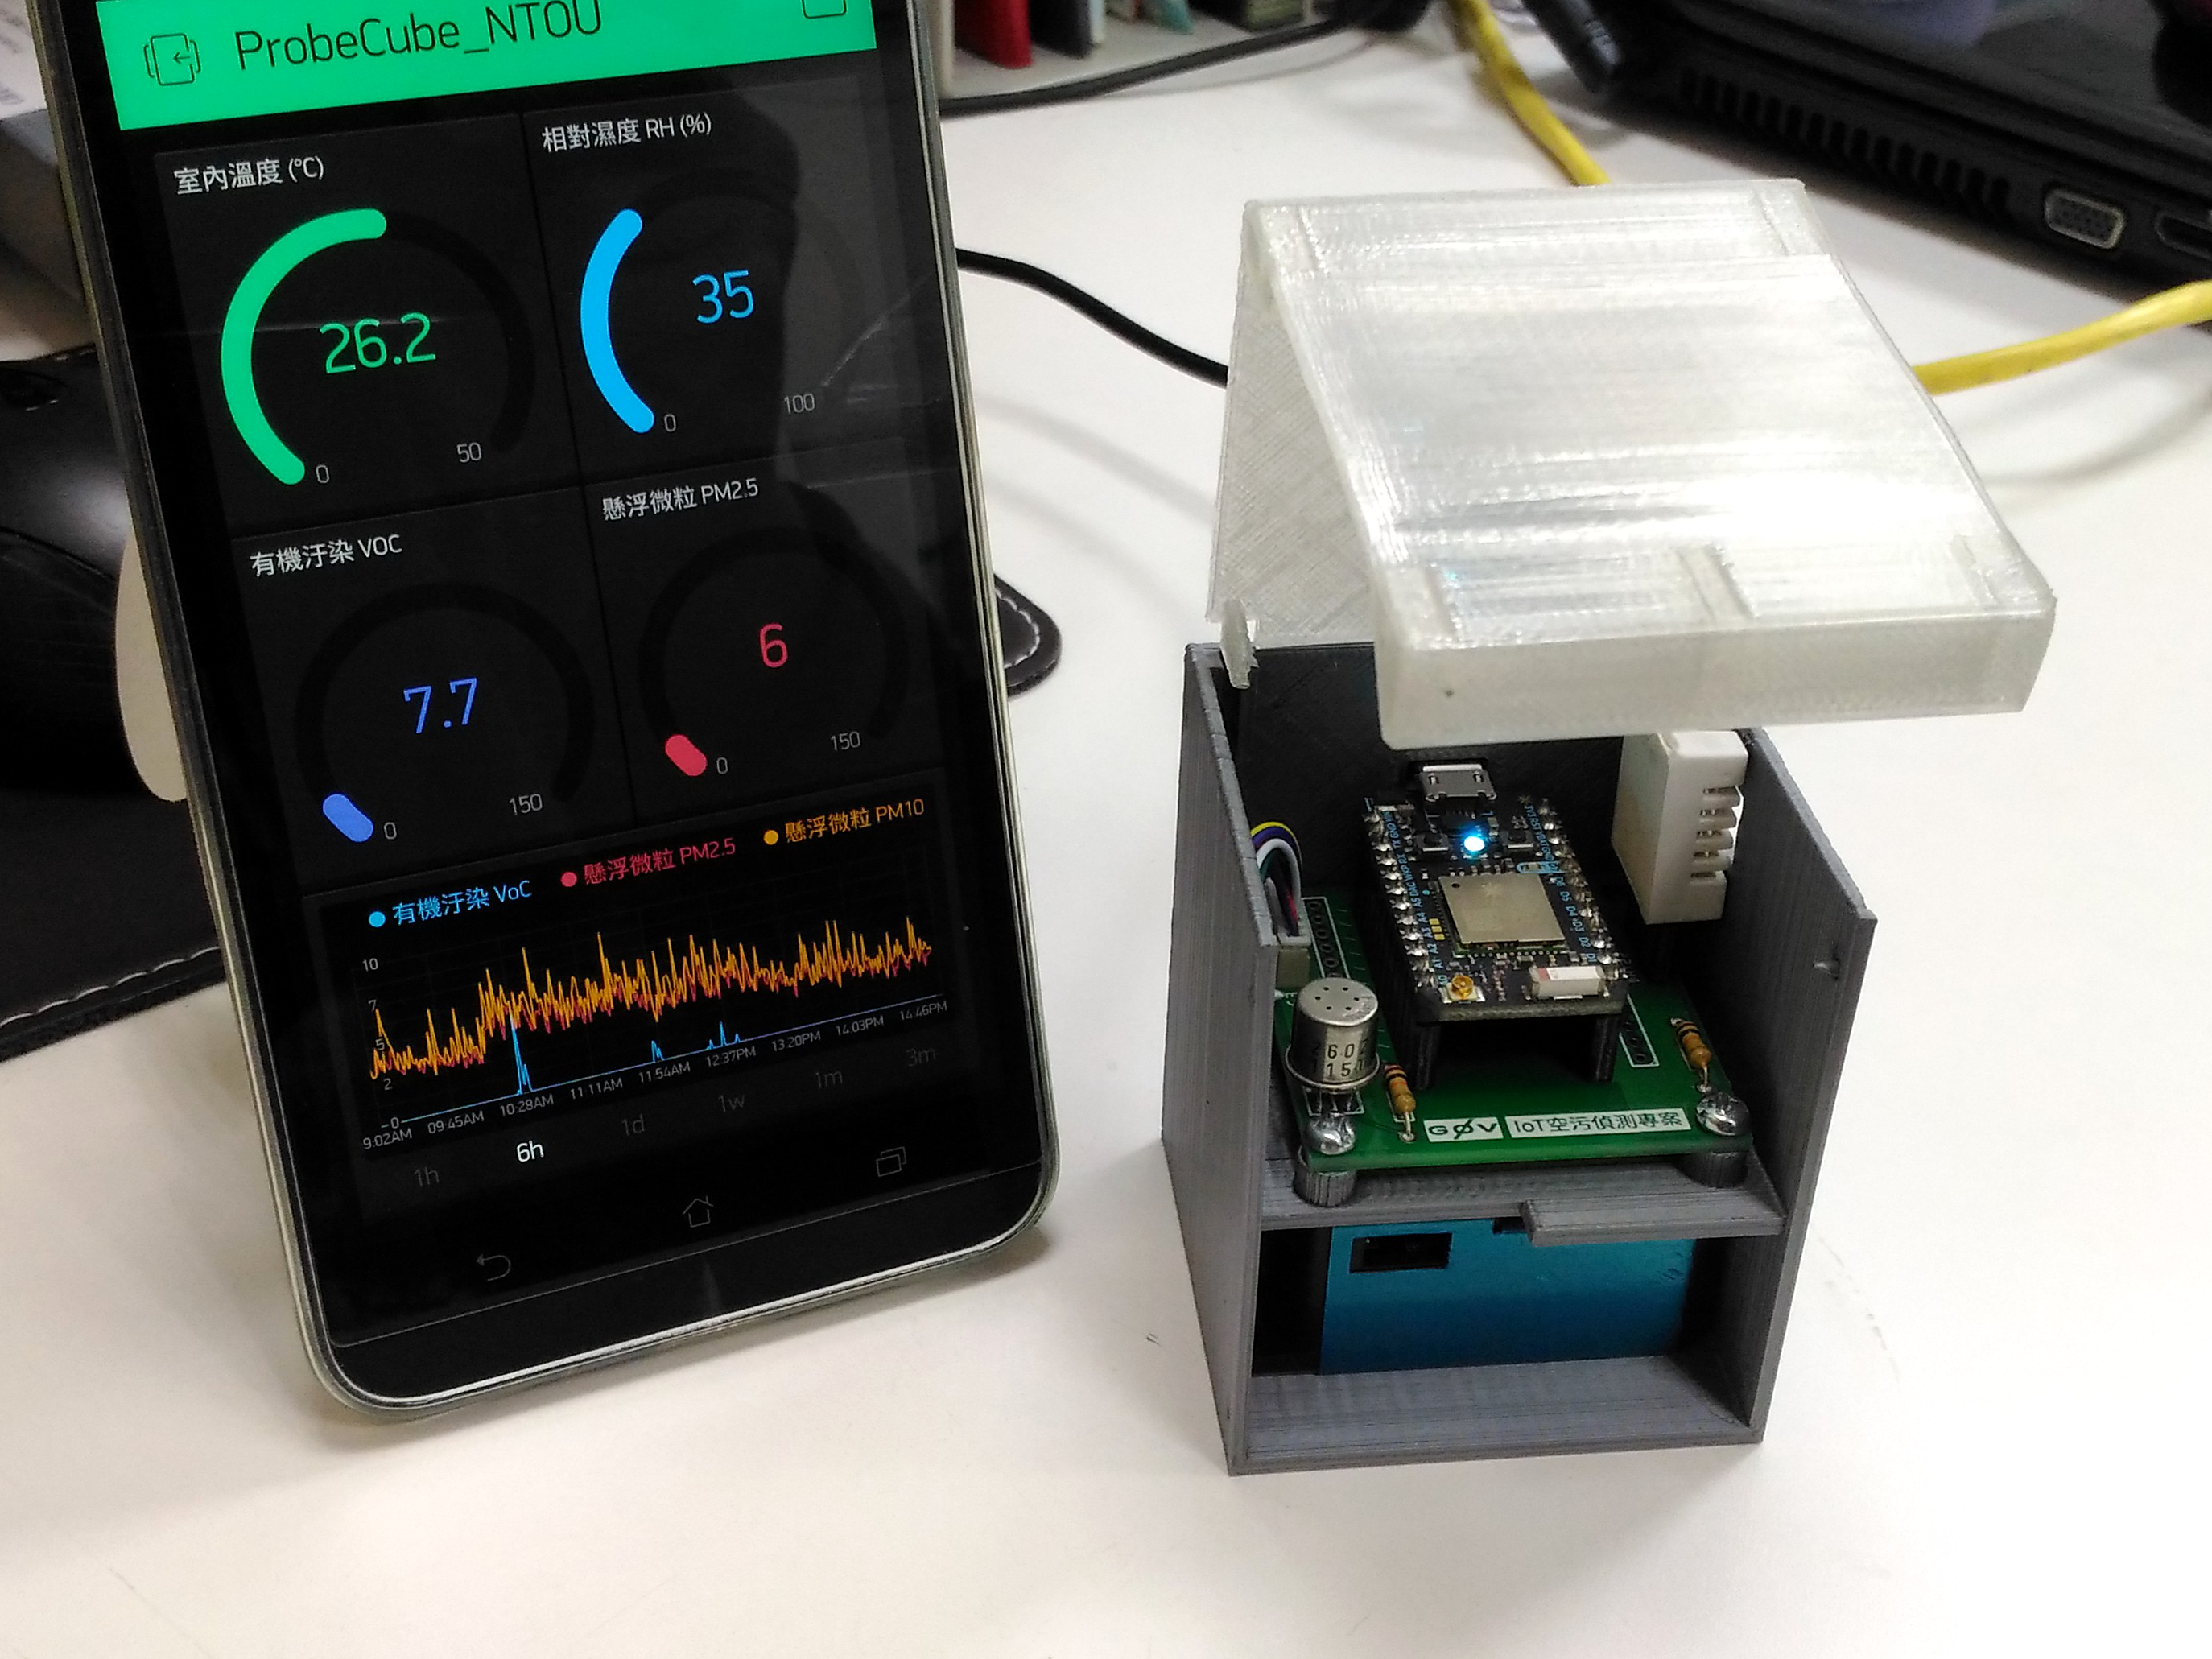 ProbeCube_NTOU
室內溫度 (°C)
26.2
0
50
相對濕度 RH (%)
35
0
100
有機汙染 VOC
7.7
0
150
懸浮微粒 PM2.5
6
0
150
有機汙染 VoC
懸浮微粒 PM2.5
懸浮微粒 PM10
10
7
5
2
0
9:02AM
09:45AM
10:28AM
11:11AM
11:54AM
12:37PM
13:20PM
14:03PM
14:46PM
1h
6h
1d
1w
1m
3m
G0V
IoT空污偵測專案